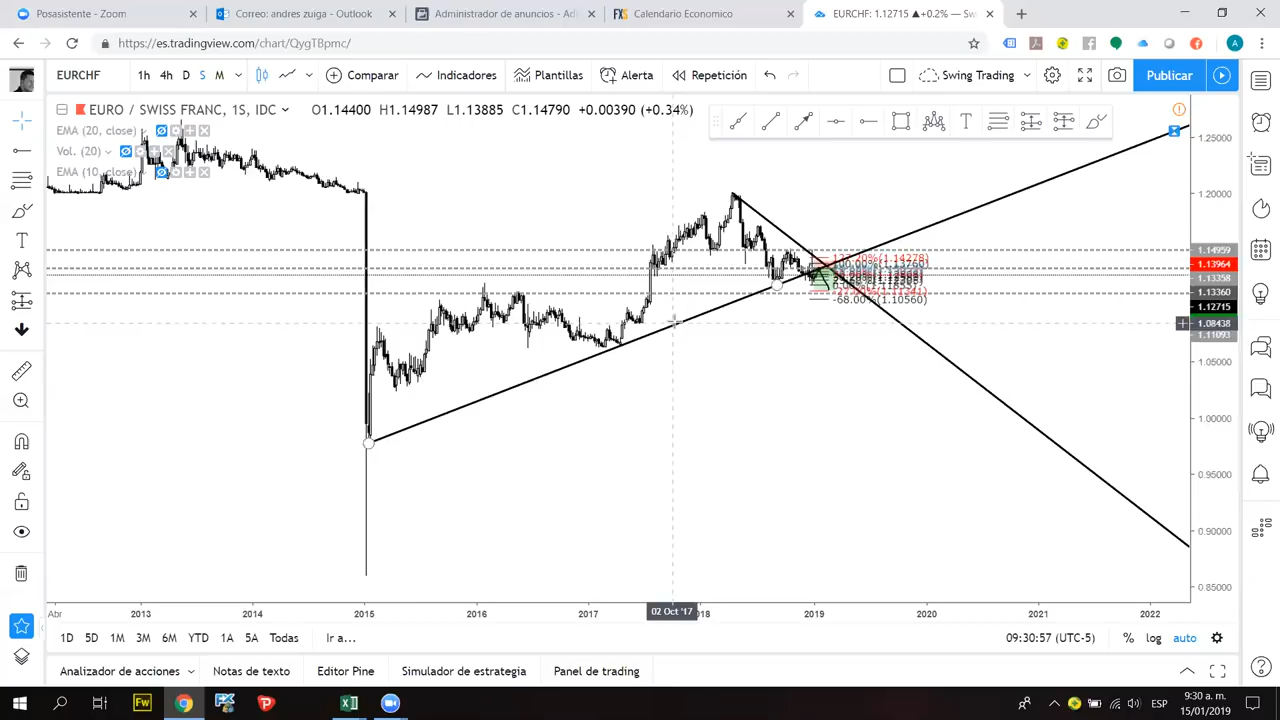 Posasistente – Zoom
Correo: andres zuiga - Outlook
Administrador de anuncios - Adm
Calendario Economico
EURCHF: 1.12715 ▲+0.2% — Swi
https://es.tradingview.com/chart/QygTBpmc/
EURCHF
1h 4h D S M
Comparar
Indicadores
Plantillas
Alerta
Repetición
Swing Trading
Publicar
EURO / SWISS FRANC, 1S, IDC
O1.14400 H1.14987 L1.13885 C1.14790 +0.00390 (+0.34%)
EMA (20, close)
Vol. (20)
EMA (10, close)
1.25000
1.20000
1.14959
1.13964
1.13358
1.13360
1.12715
1.08438
1.11093
1.05000
1.00000
0.95000
0.90000
0.85000
-68.00%(1.10560)
Abr 2013 2014 2015 2016 2017 02 Oct '17 018 2019 2020 2021 2022
1D 5D 1M 3M 6M YTD 1A 5A Todas Ir a...
09:30:57 (UTC-5) % log auto
Analizador de acciones
Notas de texto
Editor Pine
Simulador de estrategia
Panel de trading
ESP
9:30 a. m.
15/01/2019